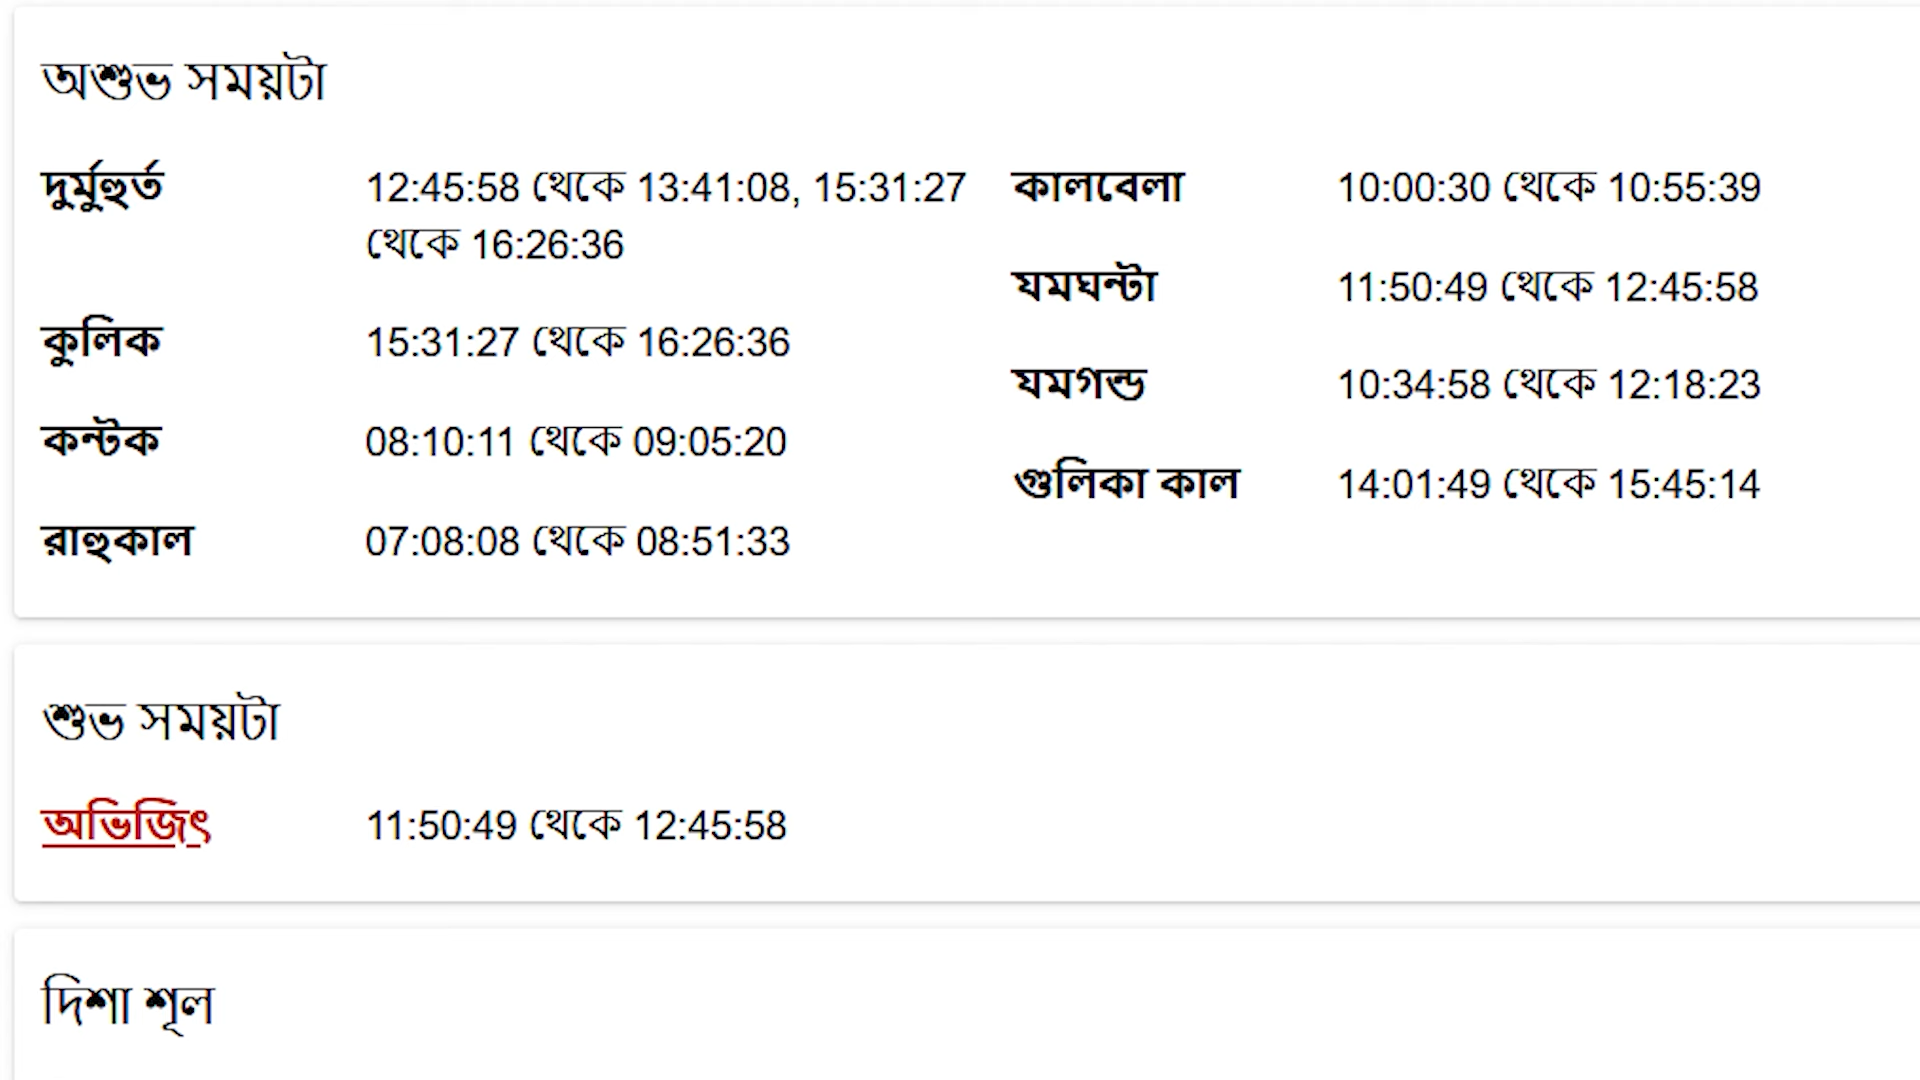 অশুভ সময়টা
দুর্মুহুর্ত 12:45:58 থেকে 13:41:08, 15:31:27
থেকে 16:26:36
কুলিক 15:31:27 থেকে 16:26:36
কন্টক 08:10:11 থেকে 09:05:20
রাহুকাল 07:08:08 থেকে 08:51:33
কালবেলা 10:00:30 থেকে 10:55:39
যমঘন্টা 11:50:49 থেকে 12:45:58
যমগন্ড 10:34:58 থেকে 12:18:23
গুলিকা কাল 14:01:49 থেকে 15:45:14
শুভ সময়টা
অভিজিৎ 11:50:49 থেকে 12:45:58
দিশা শূল